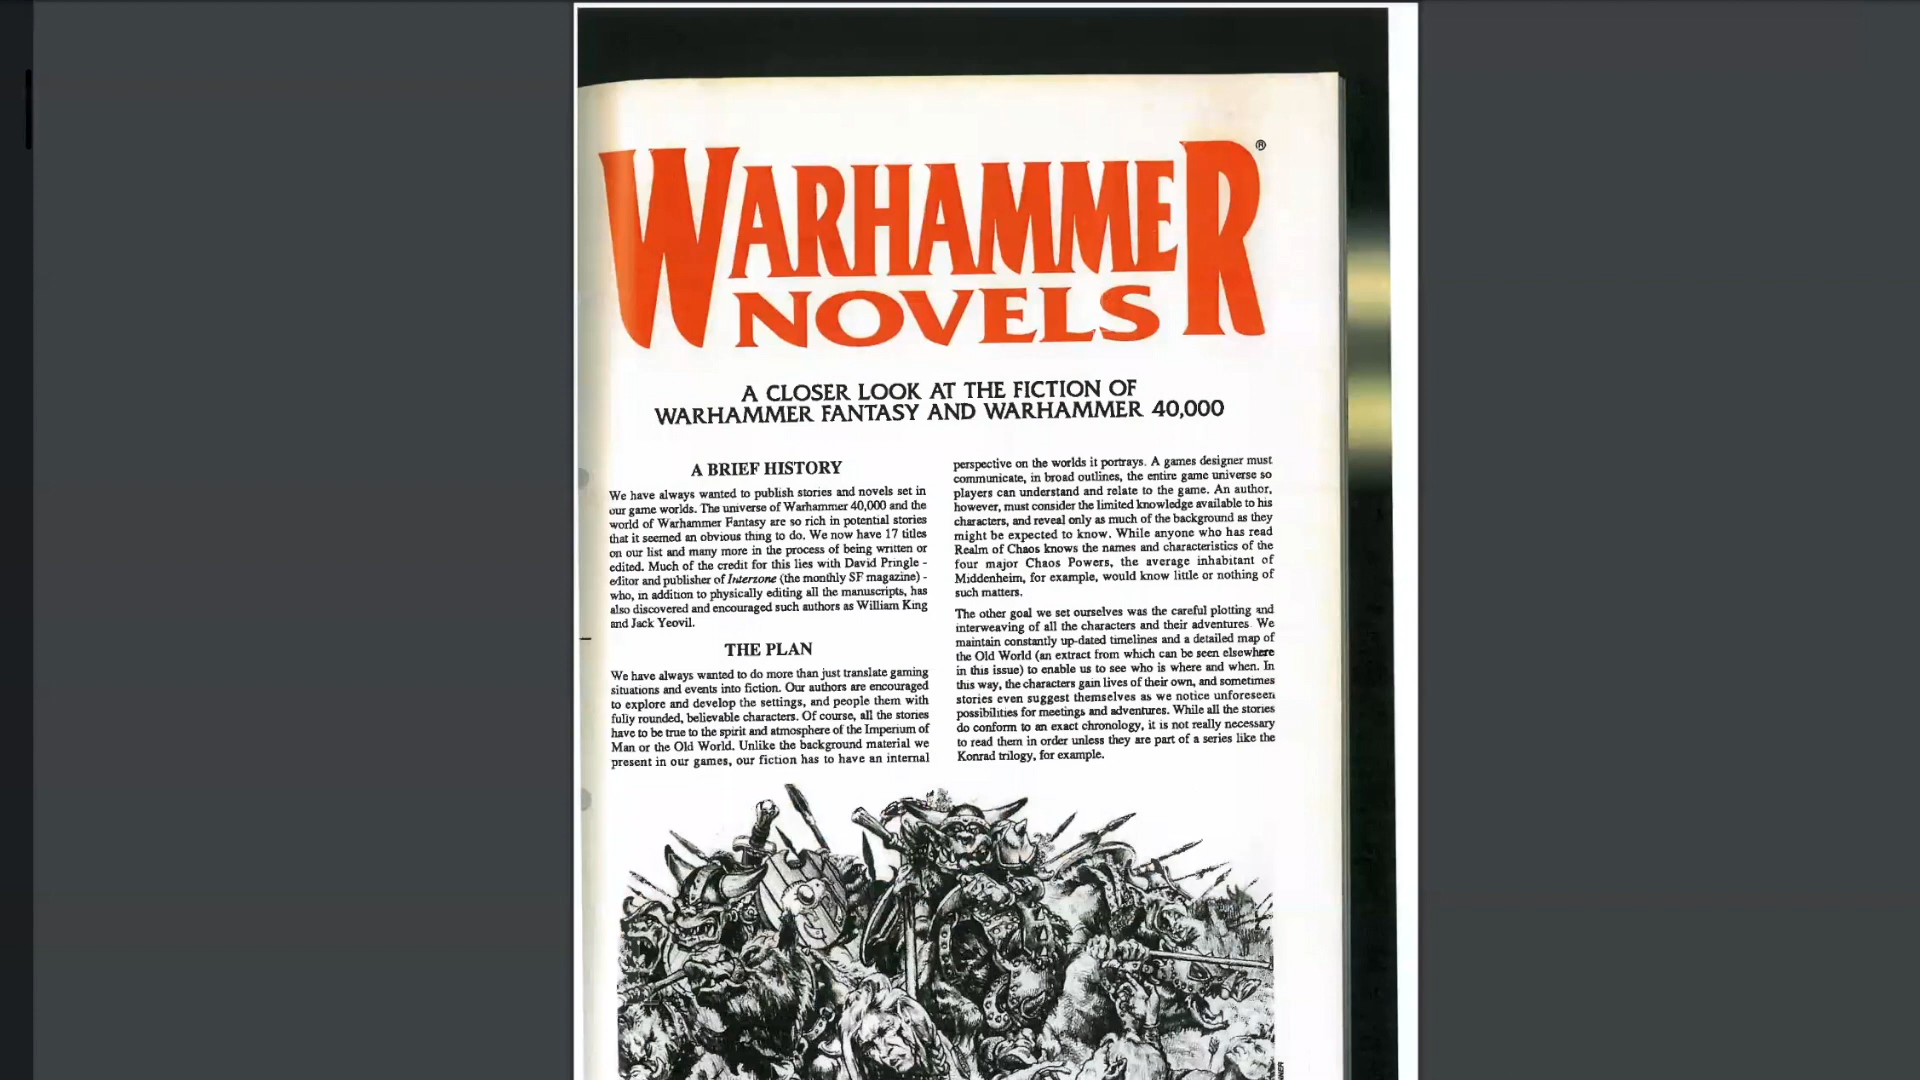 WARHAMMER®
NOVELS
A CLOSER LOOK AT THE FICTION OF
WARHAMMER FANTASY AND WARHAMMER 40,000
A BRIEF HISTORY
We have always wanted to publish stories and novels set in
our game worlds. The universe of Warhammer 40,000 and the
world of Warhammer Fantasy are so rich in potential stories
that it seemed an obvious thing to do. We now have 17 titles
on our list and many more in the process of being written or
edited. Much of the credit for this lies with David Pringle -
editor and publisher of Interzone (the monthly SF magazine) -
who, in addition to physically editing all the manuscripts, has
also discovered and encouraged such authors as William King
and Jack Yeovil.
THE PLAN
We have always wanted to do more than just translate gaming
situations and events into fiction. Our authors are encouraged
to explore and develop the settings, and people them with
fully rounded, believable characters. Of course, all the stories
have to be true to the spirit and atmosphere of the Imperium of
Man or the Old World. Unlike the background material we
present in our games, our fiction has to have an internal
perspective on the worlds it portrays. A games designer must
communicate, in broad outlines, the entire game universe so
players can understand and relate to the game. An author,
however, must consider the limited knowledge available to his
characters, and reveal only as much of the background as they
might be expected to know. While anyone who has read
Realm of Chaos knows the names and characteristics of the
four major Chaos Powers, the average inhabitant of
Middenheim, for example, would know little or nothing of
such matters.
The other goal we set ourselves was the careful plotting and
interweaving of all the characters and their adventures. We
maintain constantly up-dated timelines and a detailed map of
the Old World (an extract from which can be seen elsewhere
in this issue) to enable us to see who is where and when. In
this way, the characters gain lives of their own, and sometimes
stories even suggest themselves as we notice unforeseen
possibilities for meetings and adventures. While all the stories
do conform to an exact chronology, it is not really necessary
to read them in order unless they are part of a series like the
Konrad trilogy, for example.